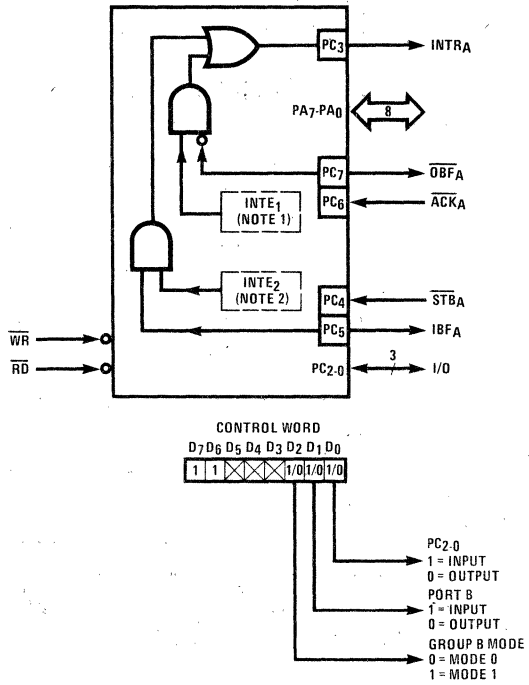 PC3 INTRA
PA7-PA0 8
PC7 OBFA
PC6 ACKA
INTE1
(NOTE 1)
INTE2
(NOTE 2)
PC4 STBA
PC5 IBFA
WR
RD
PC2-0 3 I/O
CONTROL WORD
D7 D6 D5 D4 D3 D2 D1 D0
1 1 1/0 1/0 1/0
PC2-0
1 = INPUT
0 = OUTPUT
PORT B
1 = INPUT
0 = OUTPUT
GROUP B MODE
0 = MODE 0
1 = MODE 1